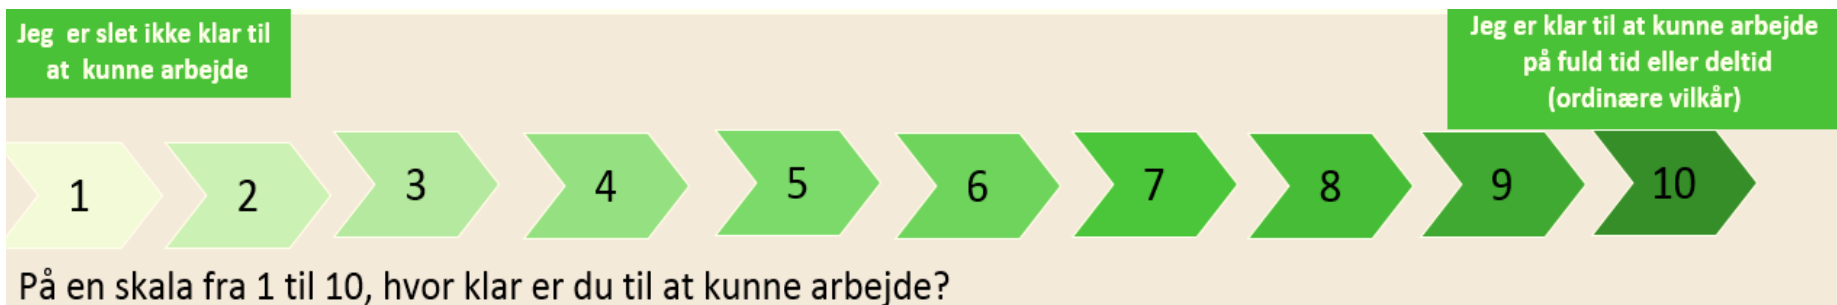 Jeg er slet ikke klar til
at kunne arbejde
Jeg er klar til at kunne arbejde
på fuld tid eller deltid
(ordinære vilkår)
1 2 3 4 5 6 7 8 9 10
På en skala fra 1 til 10, hvor klar er du til at kunne arbejde?